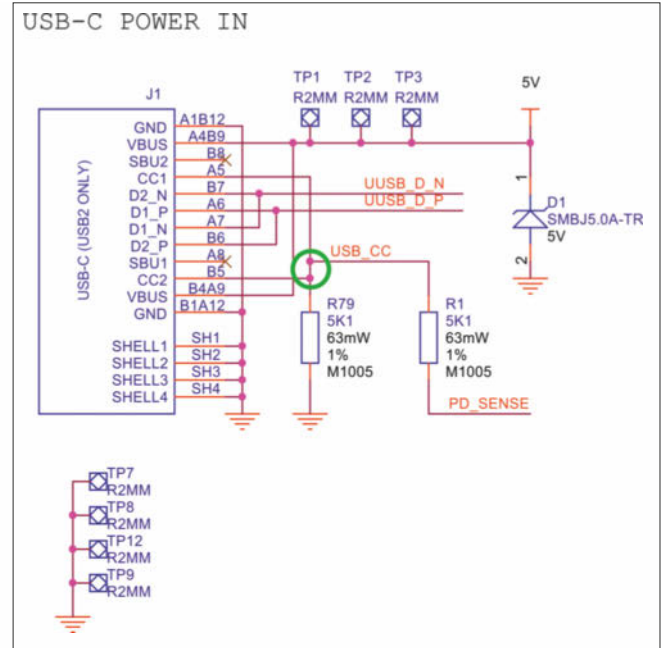 USB-C POWER IN
TP1 TP2 TP3
R2MM R2MM R2MM
5V
J1
USB-C (USB2 ONLY)
GND A1B12
VBUS A4B9
SBU2 B8
CC1 A5
D2_N B7
D1_P A6
D1_N A7
D2_P B6
SBU1 A8
CC2 B5
VBUS B4A9
GND B1A12
SHELL1 SH1
SHELL2 SH2
SHELL3 SH3
SHELL4 SH4
UUSB_D_N
UUSB_D_P
USB_CC
1
D1
SMBJ5.0A-TR
5V
2
R79
5K1
63mW
1%
M1005
R1
5K1
63mW
1%
M1005
PD_SENSE
TP7
R2MM
TP8
R2MM
TP12
R2MM
TP9
R2MM